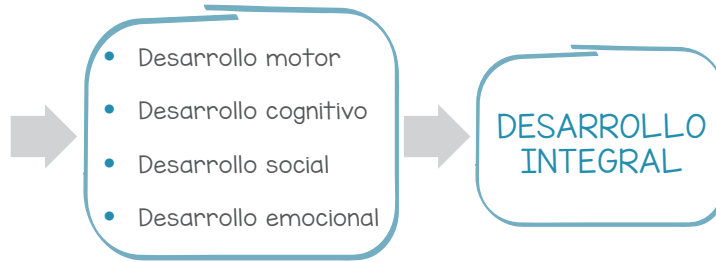 • Desarrollo motor
• Desarrollo cognitivo
• Desarrollo social
• Desarrollo emocional
DESARROLLO
INTEGRAL